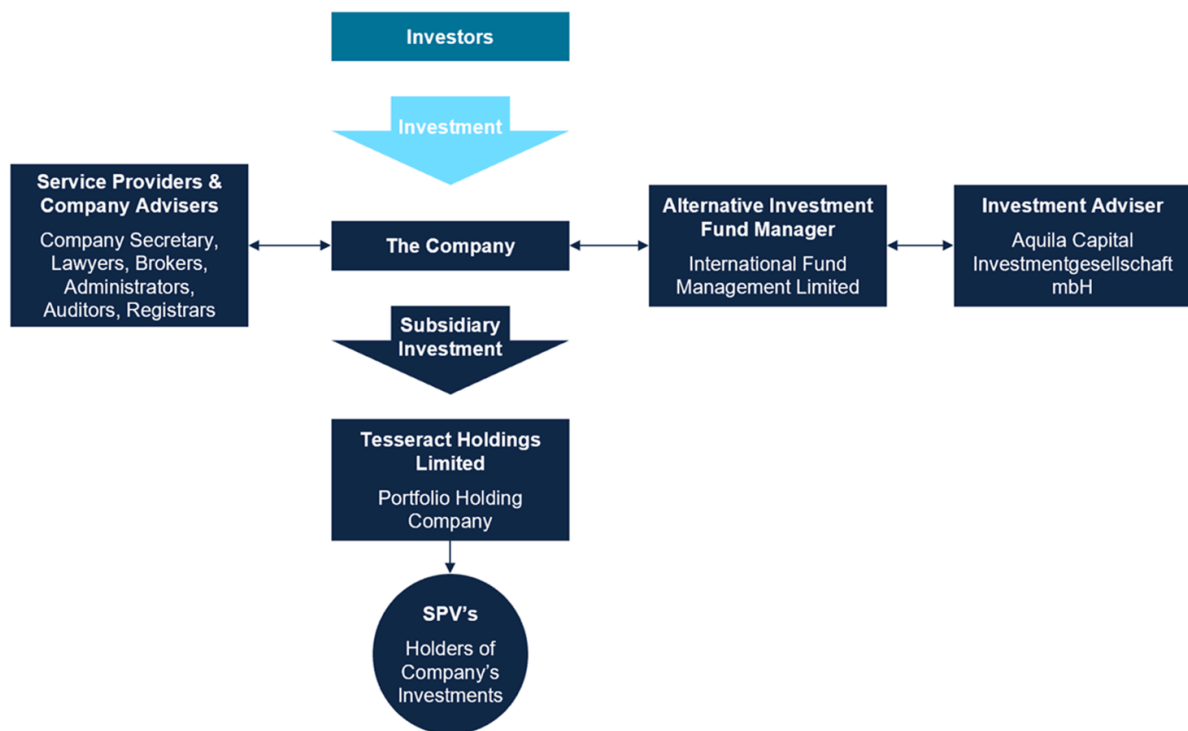 Investors
Investment
Service Providers &
Company Advisers
Company Secretary,
Lawyers, Brokers,
Administrators,
Auditors, Registrars
The Company
Alternative Investment
Fund Manager
International Fund
Management Limited
Investment Adviser
Aquila Capital
Investmentgesellschaft
mbH
Subsidiary
Investment
Tesseract Holdings
Limited
Portfolio Holding
Company
SPV’s
Holders of
Company’s
Investments